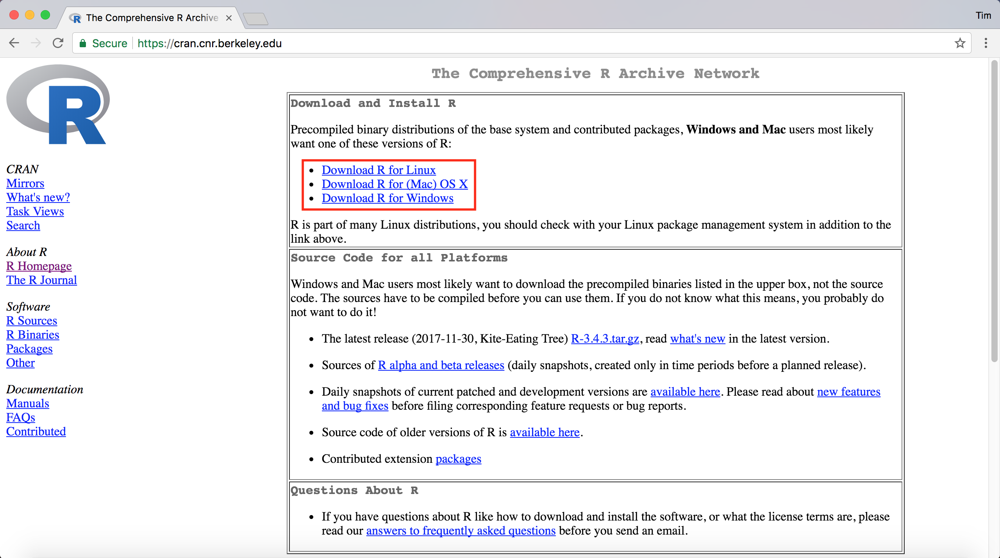 The Comprehensive R Archive
Tim
Secure https://cran.cnr.berkeley.edu
R
CRAN
Mirrors
What's new?
Task Views
Search
About R
R Homepage
The R Journal
Software
R Sources
R Binaries
Packages
Other
Documentation
Manuals
FAQs
Contributed
The Comprehensive R Archive Network
Download and Install R
Precompiled binary distributions of the base system and contributed packages, Windows and Mac users most likely
want one of these versions of R:
• Download R for Linux
• Download R for (Mac) OS X
• Download R for Windows
R is part of many Linux distributions, you should check with your Linux package management system in addition to the
link above.
Source Code for all Platforms
Windows and Mac users most likely want to download the precompiled binaries listed in the upper box, not the source
code. The sources have to be compiled before you can use them. If you do not know what this means, you probably do
not want to do it!
• The latest release (2017-11-30, Kite-Eating Tree) R-3.4.3.tar.gz, read what's new in the latest version.
• Sources of R alpha and beta releases (daily snapshots, created only in time periods before a planned release).
• Daily snapshots of current patched and development versions are available here. Please read about new features
and bug fixes before filing corresponding feature requests or bug reports.
• Source code of older versions of R is available here.
• Contributed extension packages
Questions About R
• If you have questions about R like how to download and install the software, or what the license terms are, please
read our answers to frequently asked questions before you send an email.